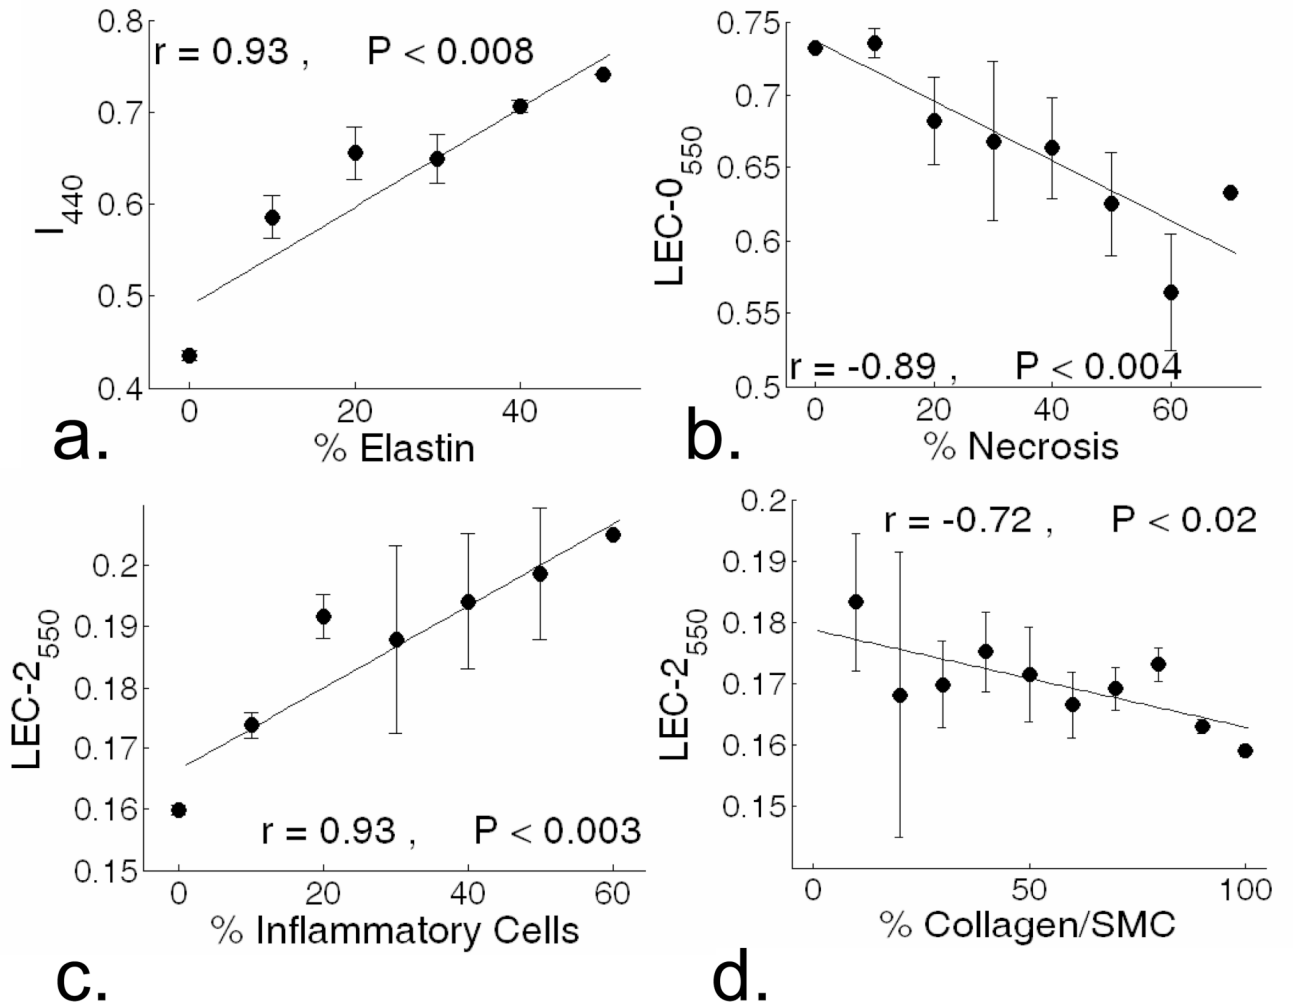 0.8
r = 0.93 , P < 0.008
0.7
0.6
0.5
0.4
I440
0 20 40
% Elastin
a.
0.75
0.7
0.65
0.6
0.55
0.5
LEC-0550
r = -0.89 , P < 0.004
0 20 40 60
% Necrosis
b.
0.2
0.19
0.18
0.17
0.16
0.15
LEC-2550
r = 0.93 , P < 0.003
0 20 40 60
% Inflammatory Cells
c.
0.2
r = -0.72 , P < 0.02
0.19
0.18
0.17
0.16
0.15
LEC-2550
0 50 100
% Collagen/SMC
d.